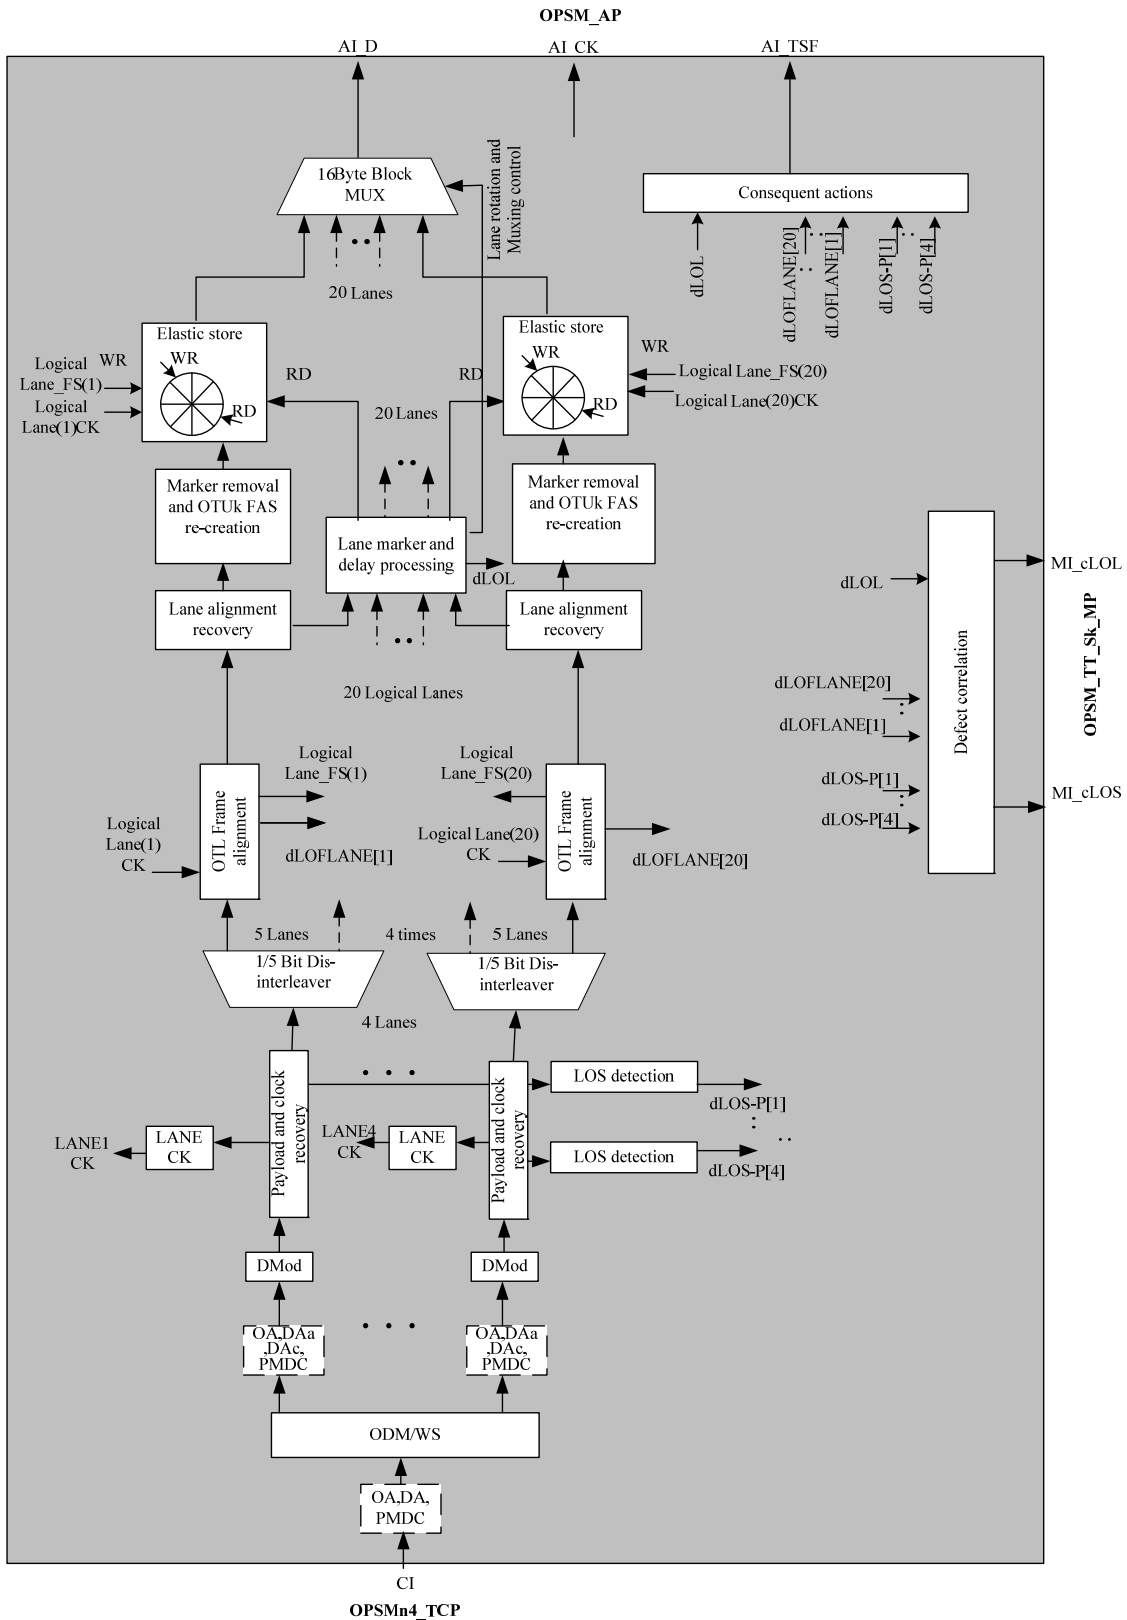 OPSM_AP
AI_D
AI_CK
AI_TSF
16Byte Block
MUX
Lane rotation and
Muxing control
Consequent actions
dLOL
dLOFLANE[20]
dLOFLANE[1]
dLOS-P[1]
dLOS-P[4]
20 Lanes
Elastic store
WR
RD
Logical
Lane_FS(1)
WR
Logical
Lane(1)CK
RD
20 Lanes
RD
Elastic store
WR
RD
WR
Logical Lane_FS(20)
Logical Lane(20)CK
Marker removal
and OTUk FAS
re-creation
Lane marker and
delay processing
dLOL
Marker removal
and OTUk FAS
re-creation
Lane alignment
recovery
Lane alignment
recovery
20 Logical Lanes
dLOL
dLOFLANE[20]
dLOFLANE[1]
dLOS-P[1]
dLOS-P[4]
Defect correlation
MI_cLOL
MI_cLOS
OPSM_TT_Sk_MP
Logical
Lane_FS(1)
Logical
Lane_FS(20)
Logical
Lane(1)
CK
OTL Frame
alignment
dLOFLANE[1]
Logical Lane(20)
CK
OTL Frame
alignment
dLOFLANE[20]
5 Lanes
4 times
5 Lanes
1/5 Bit Dis-
interleaver
1/5 Bit Dis-
interleaver
4 Lanes
Payload and clock
recovery
Payload and clock
recovery
LOS detection
dLOS-P[1]
LOS detection
dLOS-P[4]
LANE1
CK
LANE
CK
LANE4
CK
LANE
CK
DMod
DMod
OA,DAa
,DAc,
PMDC
OA,DAa
,DAc,
PMDC
ODM/WS
OA,DA,
PMDC
CI
OPSMn4_TCP